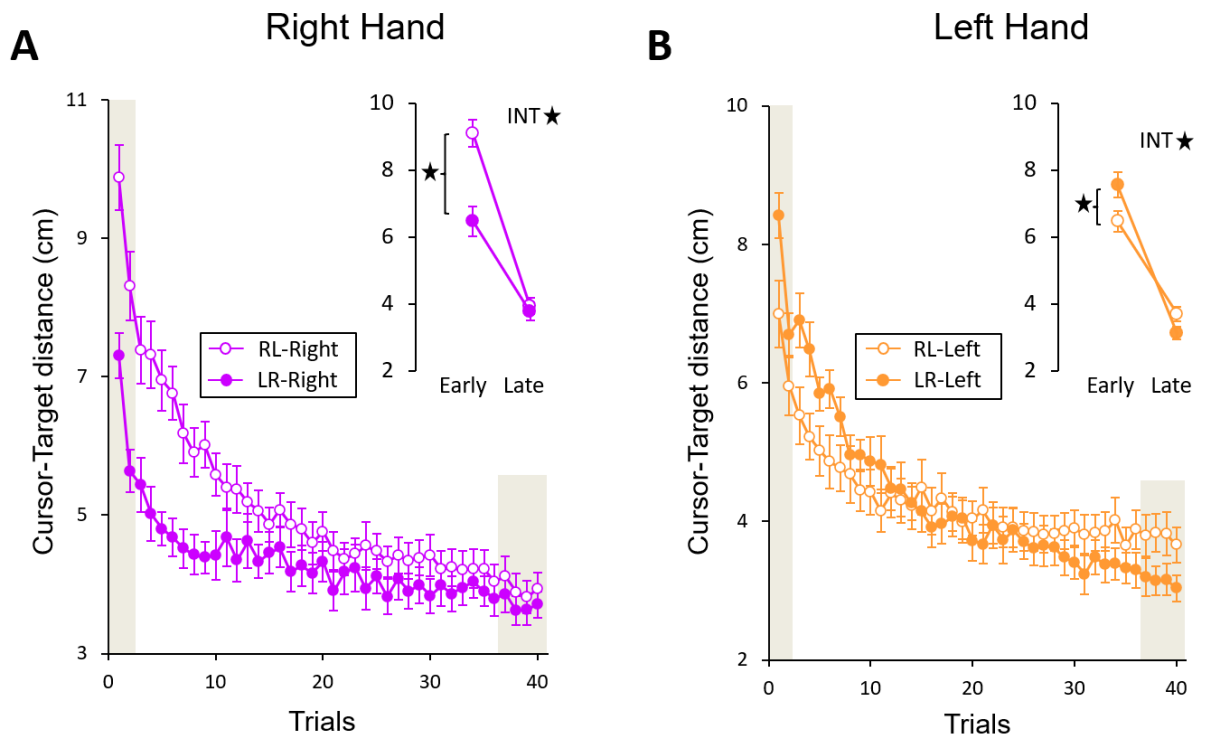 Right Hand
Left Hand
A
B
11
9
7
5
3
Cursor-Target distance (cm)
0
10
20
30
40
Trials
RL-Right
LR-Right
10
8
6
4
2
INT ★
★
Early Late
10
8
6
4
2
Cursor-Target distance (cm)
0
10
20
30
40
Trials
RL-Left
LR-Left
10
8
6
4
2
INT ★
★
Early Late